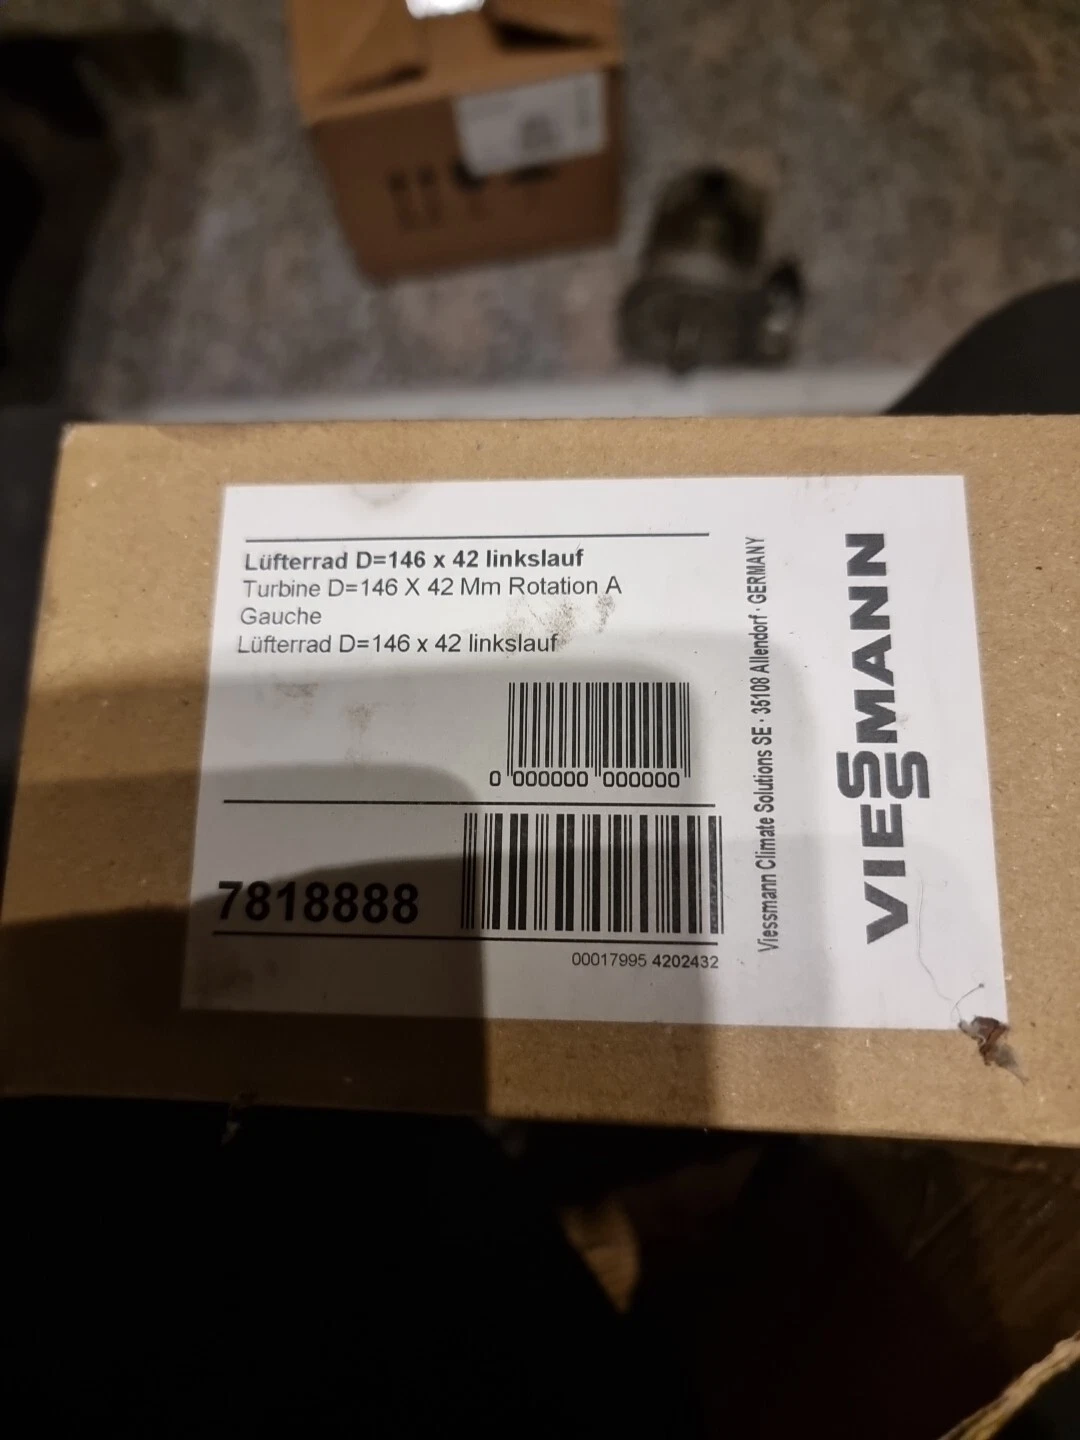 Lüfterrad D=146 x 42 linkslauf
Turbine D=146 X 42 Mm Rotation A
Gauche
Lüfterrad D=146 x 42 linkslauf
0 000000 000000
7818888
00017995 4202432
Viessmann Climate Solutions SE · 35108 Allendorf · GERMANY
VIESSMANN